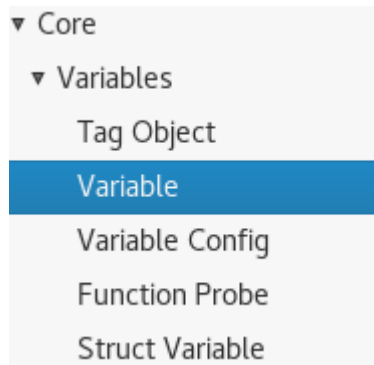 Core
Variables
Tag Object
Variable
Variable Config
Function Probe
Struct Variable